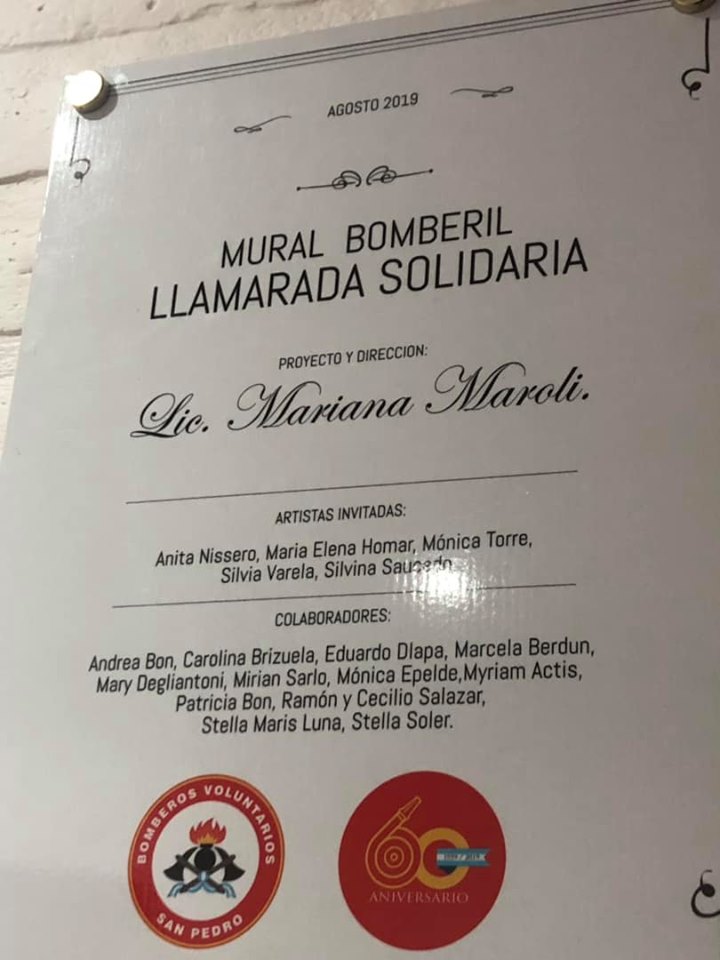 AGOSTO 2019
MURAL BOMBERIL
LLAMARADA SOLIDARIA
PROYECTO Y DIRECCION:
Lic. Mariana Maroli.
ARTISTAS INVITADAS:
Anita Nissero, Maria Elena Homar, Mónica Torre,
Silvia Varela, Silvina
COLABORADORES:
Andrea Bon, Carolina Brizuela, Eduardo Dlapa, Marcela Berdun,
Mary Degliantoni, Mirian Sarlo, Mónica Epelde,Myriam Actis,
Patricia Bon, Ramón y Cecilio Salazar,
Stella Maris Luna, Stella Soler.
BOMBEROS VOLUNTARIOS
SAN PEDRO
60
1959 / 2019
ANIVERSARIO